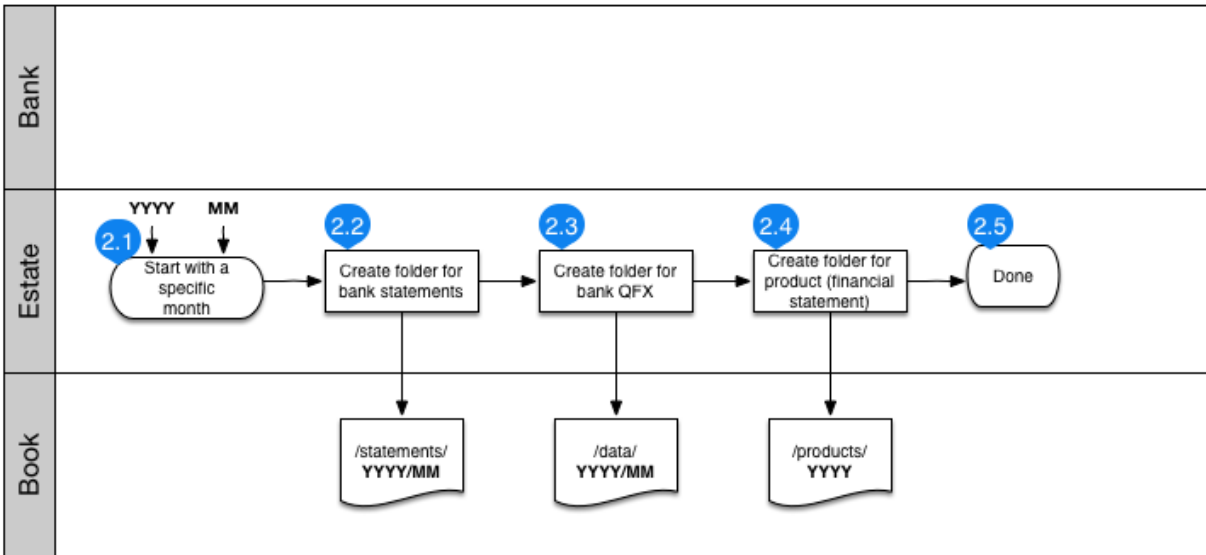 Bank
Estate
Book
YYYY MM
2.1
Start with a
specific
month
2.2
Create folder for
bank statements
2.3
Create folder for
bank QFX
2.4
Create folder for
product (financial
statement)
2.5
Done
/statements/
YYYY/MM
/data/
YYYY/MM
/products/
YYYY